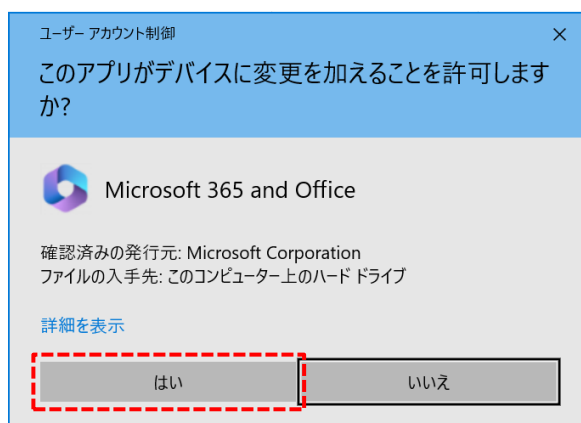 ユーザー アカウント制御
このアプリがデバイスに変更を加えることを許可します
か?
Microsoft 365 and Office
確認済みの発行元: Microsoft Corporation
ファイルの入手先: このコンピューター上のハード ドライブ
詳細を表示
はい
いいえ